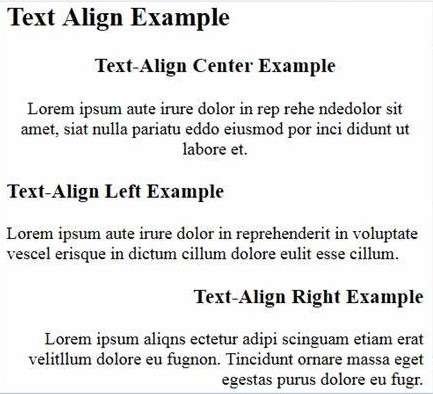 Text Align Example
Text-Align Center Example
Lorem ipsum aute irure dolor in rep rehe ndedolor sit
amet, siat nulla pariatu eddo eiusmod por inci didunt ut
labore et.
Text-Align Left Example
Lorem ipsum aute irure dolor in reprehenderit in voluptate
vescel erisque in dictum cillum dolore eulit esse cillum.
Text-Align Right Example
Lorem ipsum aliqns ectetur adipi scinguam etiam erat
velitllum dolore eu fugnon. Tincidunt ornare massa eget
egestas purus dolore eu fugr.